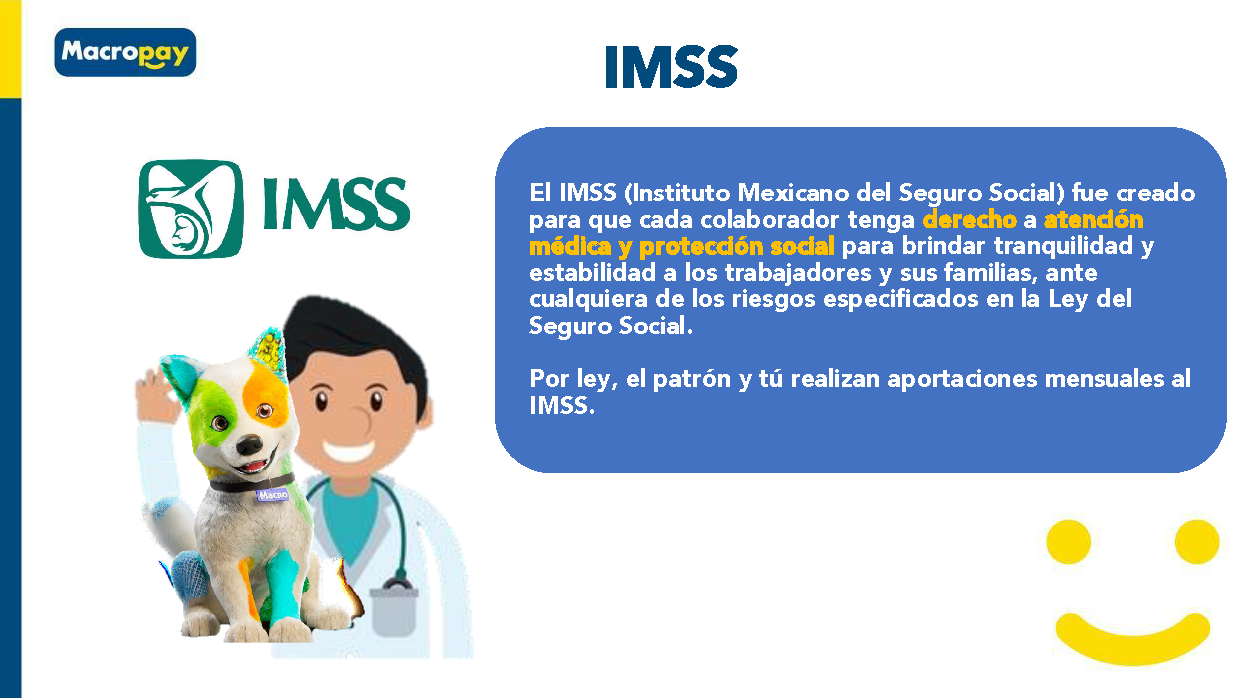 Macropay
IMSS
IMSS
El IMSS (Instituto Mexicano del Seguro Social) fue creado
para que cada colaborador tenga derecho a atención
médica y protección social para brindar tranquilidad y
estabilidad a los trabajadores y sus familias, ante
cualquiera de los riesgos especificados en la Ley del
Seguro Social.
Por ley, el patrón y tú realizan aportaciones mensuales al
IMSS.
Macro